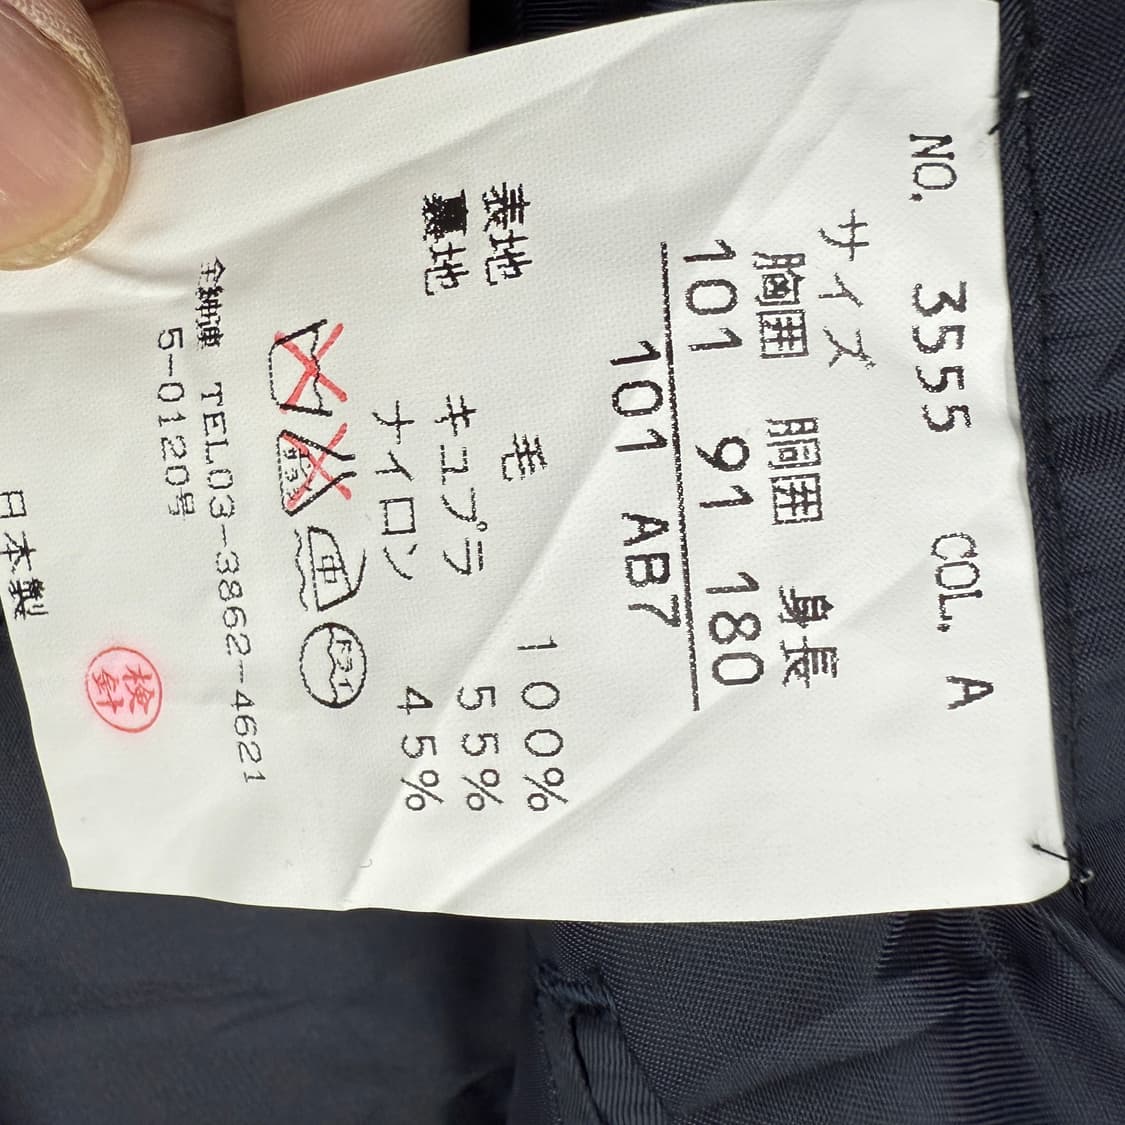 NO. 3555 COL. A
サイズ
胸囲 胴囲 身長
101 91 180
101 AB7
表地 毛 100%
裏地 キュプラ 55%
ナイロン 45%
TEL03-3862-4621
5-0120号
検針
日本製